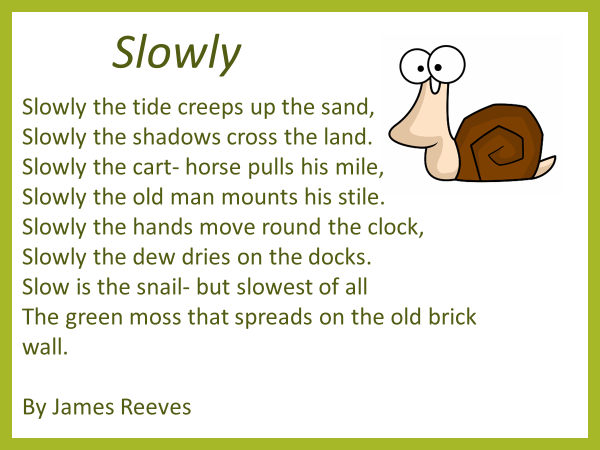 Slowly
Slowly the tide creeps up the sand,
Slowly the shadows cross the land.
Slowly the cart- horse pulls his mile,
Slowly the old man mounts his stile.
Slowly the hands move round the clock,
Slowly the dew dries on the docks.
Slow is the snail- but slowest of all
The green moss that spreads on the old brick
wall.
By James Reeves